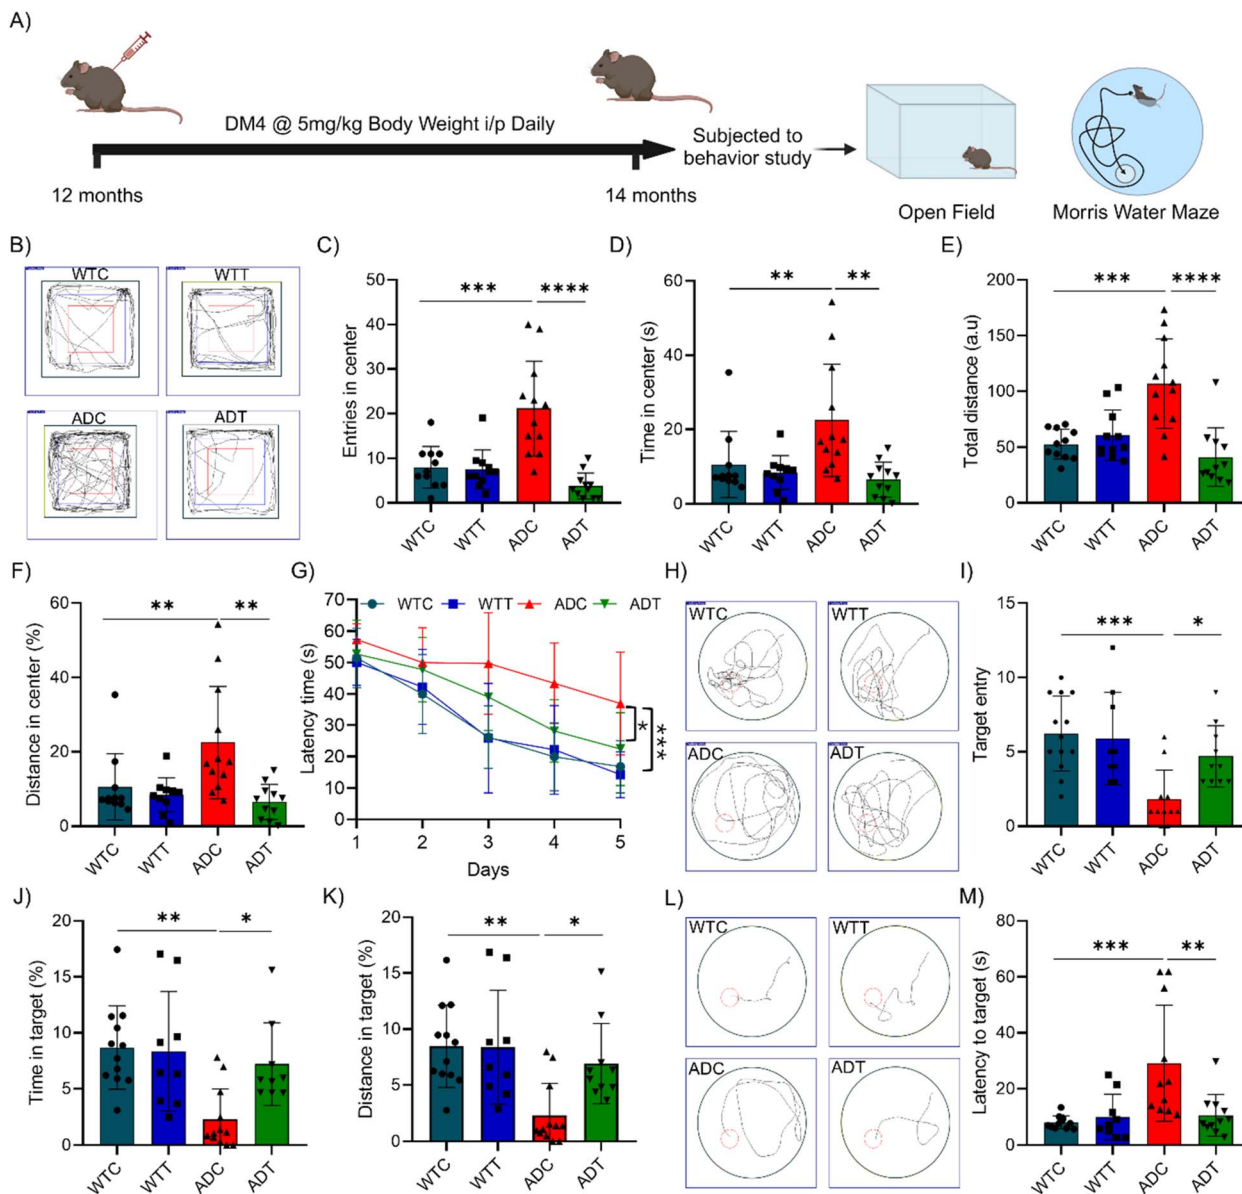 A)
DM4 @ 5mg/kg Body Weight i/p Daily
12 months
14 months
Subjected to
behavior study
Open Field
Morris Water Maze
B)
WTC
WTT
ADC
ADT
C)
Entries in center
50
40
30
20
10
0
*** ****
WTC WTT ADC ADT
D)
Time in center (s)
60
40
20
0
** **
WTC WTT ADC ADT
E)
Total distance (a.u)
200
150
100
50
0
*** ****
WTC WTT ADC ADT
F)
Distance in center (%)
60
40
20
0
** **
WTC WTT ADC ADT
G)
WTC WTT ADC ADT
Latency time (s)
70
60
50
40
30
20
10
0
*
***
1 2 3 4 5
Days
H)
WTC
WTT
ADC
ADT
I)
Target entry
15
10
5
0
*** *
WTC WTT ADC ADT
J)
Time in target (%)
20
15
10
5
0
** *
WTC WTT ADC ADT
K)
Distance in target (%)
20
15
10
5
0
** *
WTC WTT ADC ADT
L)
WTC
WTT
ADC
ADT
M)
Latency to target (s)
80
60
40
20
0
*** **
WTC WTT ADC ADT